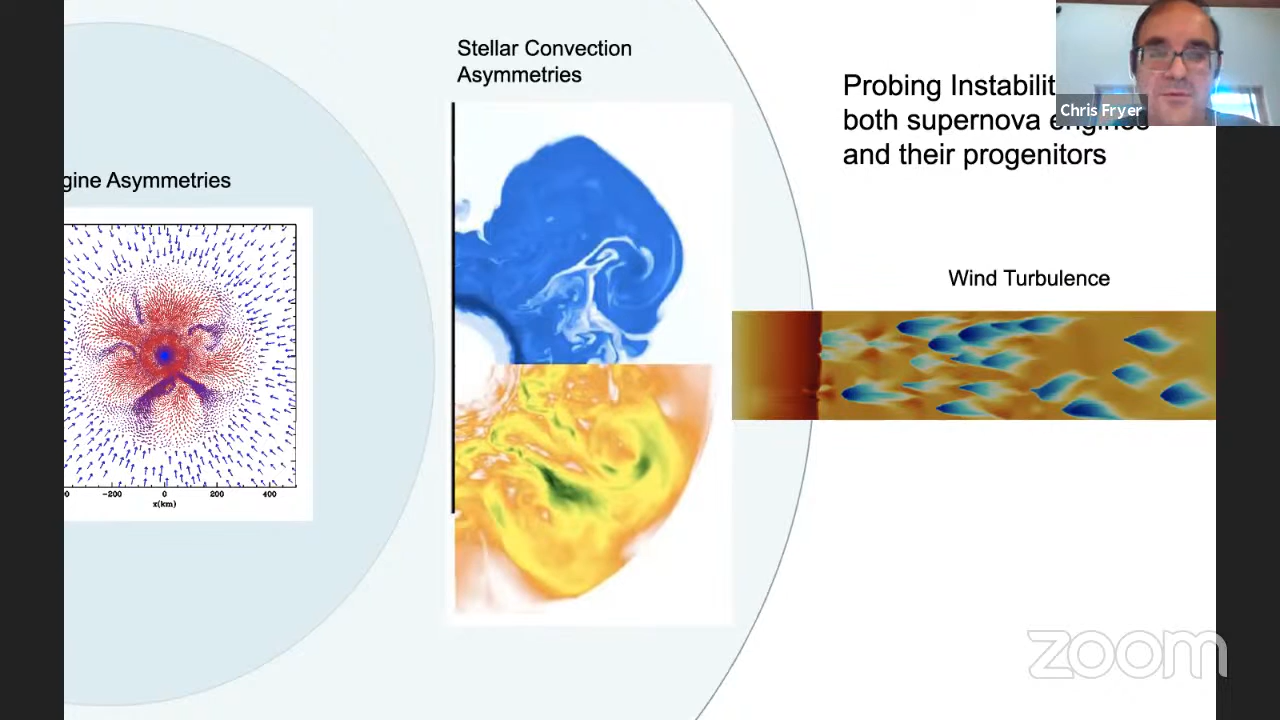 Stellar Convection
Asymmetries
Probing Instabilit
both supernova engines
and their progenitors
Chris Fryer
gine Asymmetries
Wind Turbulence
-200 0 200 400
x(km)
zoom